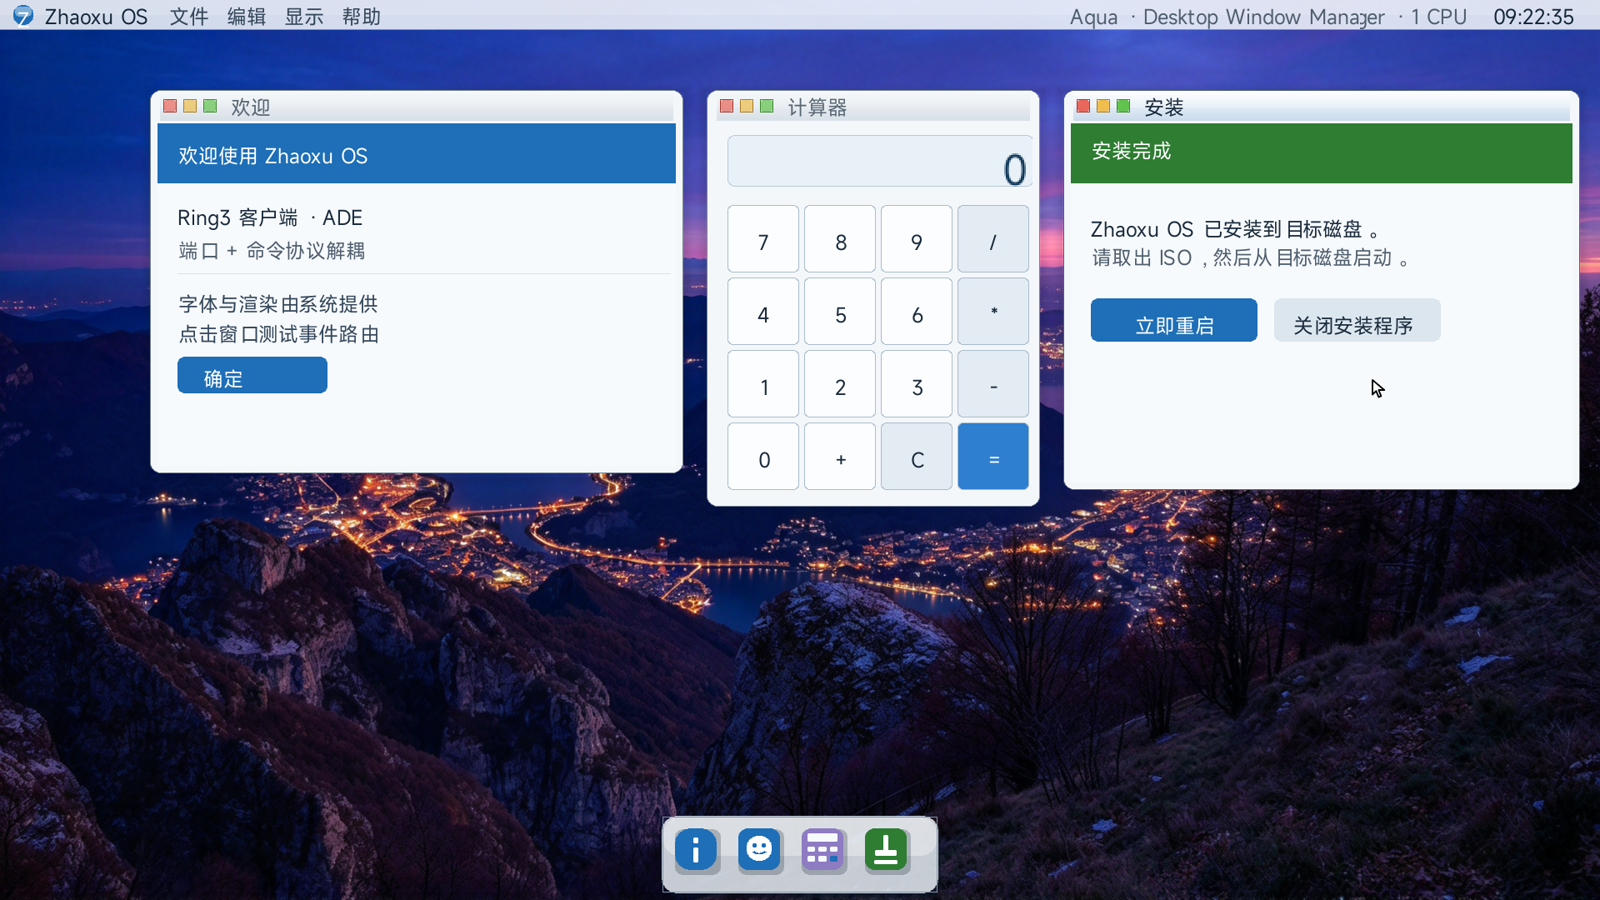 Zhaoxu OS 文件 编辑 显示 帮助
Aqua · Desktop Window Manager · 1 CPU 09:22:35
欢迎
欢迎使用 Zhaoxu OS
Ring3 客户端 · ADE
端口 + 命令协议解耦
字体与渲染由系统提供
点击窗口测试事件路由
确定
计算器
0
7 8 9 /
4 5 6 *
1 2 3 -
0 + C =
安装
安装完成
Zhaoxu OS 已安装到目标磁盘。
请取出 ISO ，然后从目标磁盘启动。
立即重启 关闭安装程序